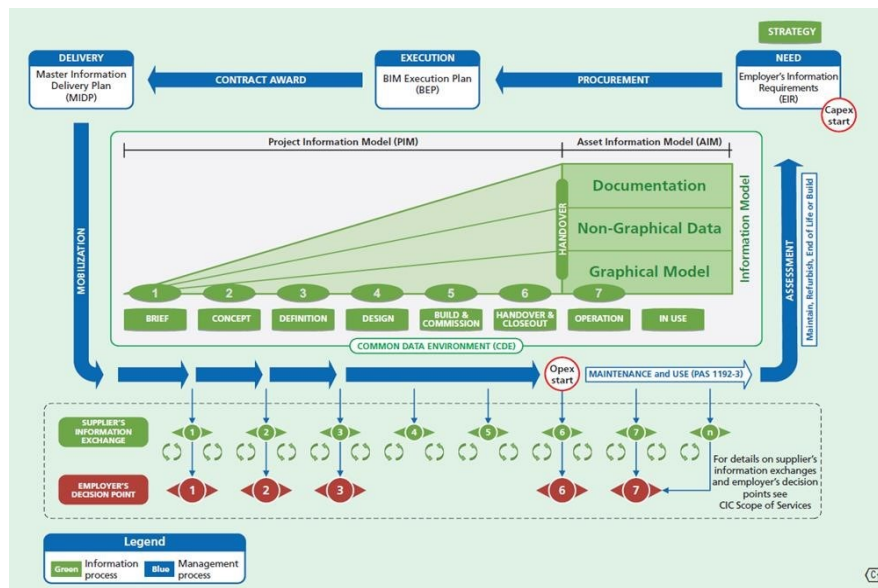 STRATEGY
DELIVERY
Master Information
Delivery Plan
(MIDP)
CONTRACT AWARD
EXECUTION
BIM Execution Plan
(BEP)
PROCUREMENT
NEED
Employer's Information
Requirements
(EIR)
Capex
start
Project Information Model (PIM)
Asset Information Model (AIM)
MOBILIZATION
HANDOVER
Documentation
Non-Graphical Data
Graphical Model
Information Model
ASSESSMENT
Maintain, Refurbish, End of Life or Build
1
2
3
4
5
6
7
BRIEF
CONCEPT
DEFINITION
DESIGN
BUILD &
COMMISSION
HANDOVER &
CLOSEOUT
OPERATION
IN USE
COMMON DATA ENVIRONMENT (CDE)
Opex
start
MAINTENANCE and USE (PAS 1192-3)
SUPPLIER'S
INFORMATION
EXCHANGE
1
2
3
4
5
6
7
n
For details on supplier's
information exchanges
and employer's decision
points see
CIC Scope of Services
EMPLOYER'S
DECISION POINT
1
2
3
6
7
Legend
Green Information
process
Blue Management
process